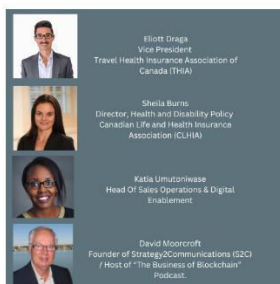 Eliott Draga
Vice President
Travel Health Insurance Association of
Canada (THIA)
Sheila Burns
Director, Health and Disability Policy
Canadian Life and Health Insurance
Association (CLHIA)
Katia Umutoniwase
Head Of Sales Operations & Digital
Enablement
David Moorcroft
Founder of Strategy2Communications (S2C)
/ Host of "The Business of Blockchain"
Podcast.